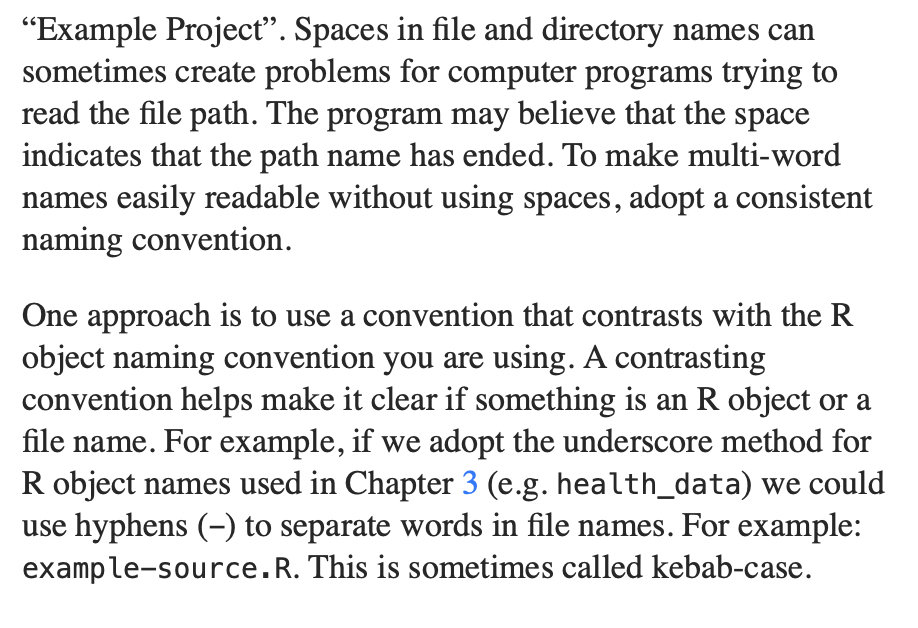 “Example Project”. Spaces in file and directory names can
sometimes create problems for computer programs trying to
read the file path. The program may believe that the space
indicates that the path name has ended. To make multi-word
names easily readable without using spaces, adopt a consistent
naming convention.
One approach is to use a convention that contrasts with the R
object naming convention you are using. A contrasting
convention helps make it clear if something is an R object or a
file name. For example, if we adopt the underscore method for
R object names used in Chapter 3 (e.g. health_data) we could
use hyphens (-) to separate words in file names. For example:
example-source.R. This is sometimes called kebab-case.